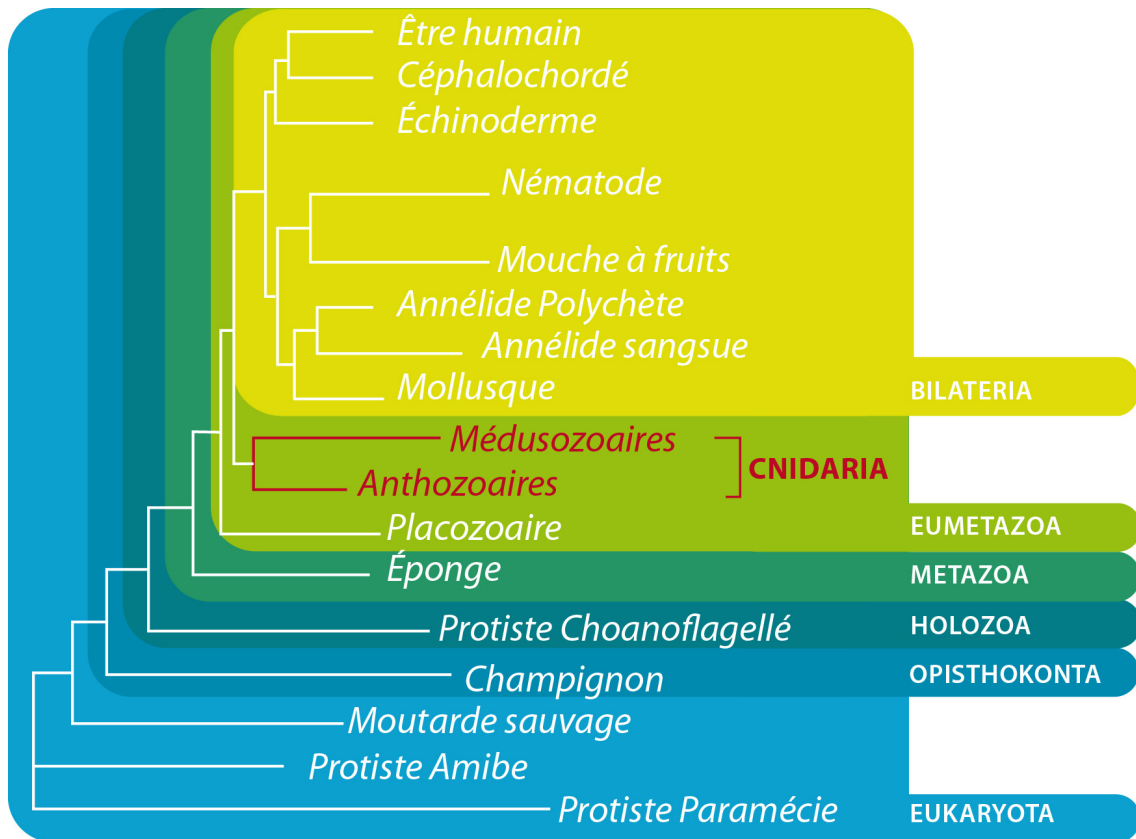 Être humain
Céphalochordé
Échinoderme
Nématode
Mouche à fruits
Annélide Polychète
Annélide sangsue
Mollusque
BILATERIA
Médusozoaires
CNIDARIA
Anthozoaires
Placozoaire
EUMETAZOA
Éponge
METAZOA
Protiste Choanoflagellé
HOLOZOA
Champignon
OPISTHOKONTA
Moutarde sauvage
Protiste Amibe
Protiste Paramécie
EUKARYOTA